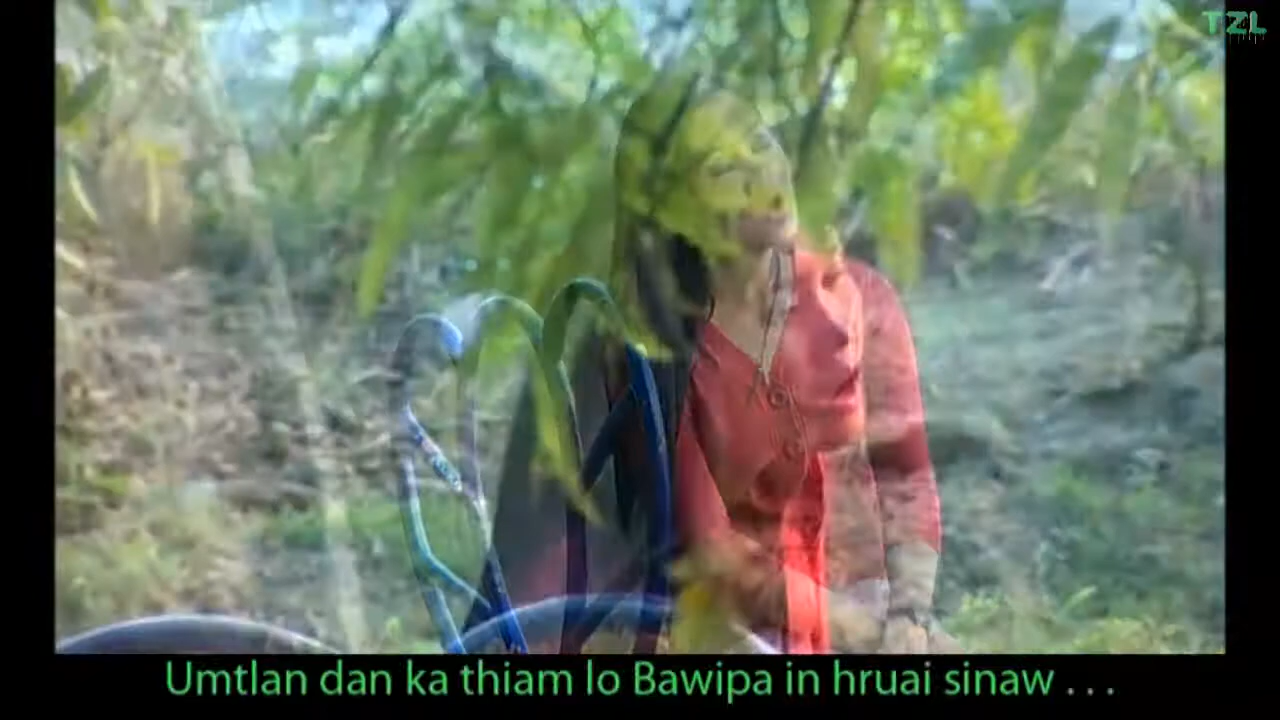 TZL
Umtlan dan ka thiam lo Bawipa in hruai sinaw . . .